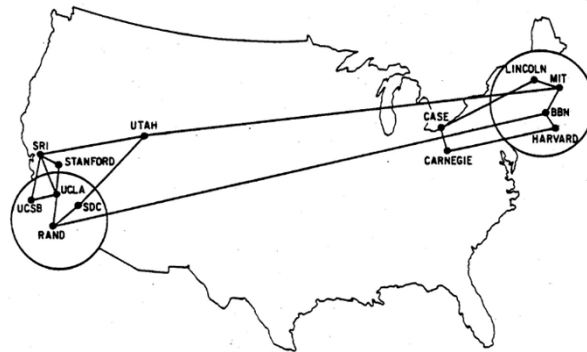 LINCOLN
MIT
CASE
BBN
UTAH
HARVARD
SRI
CARNEGIE
STANFORD
UCLA
UCSB
SDC
RAND